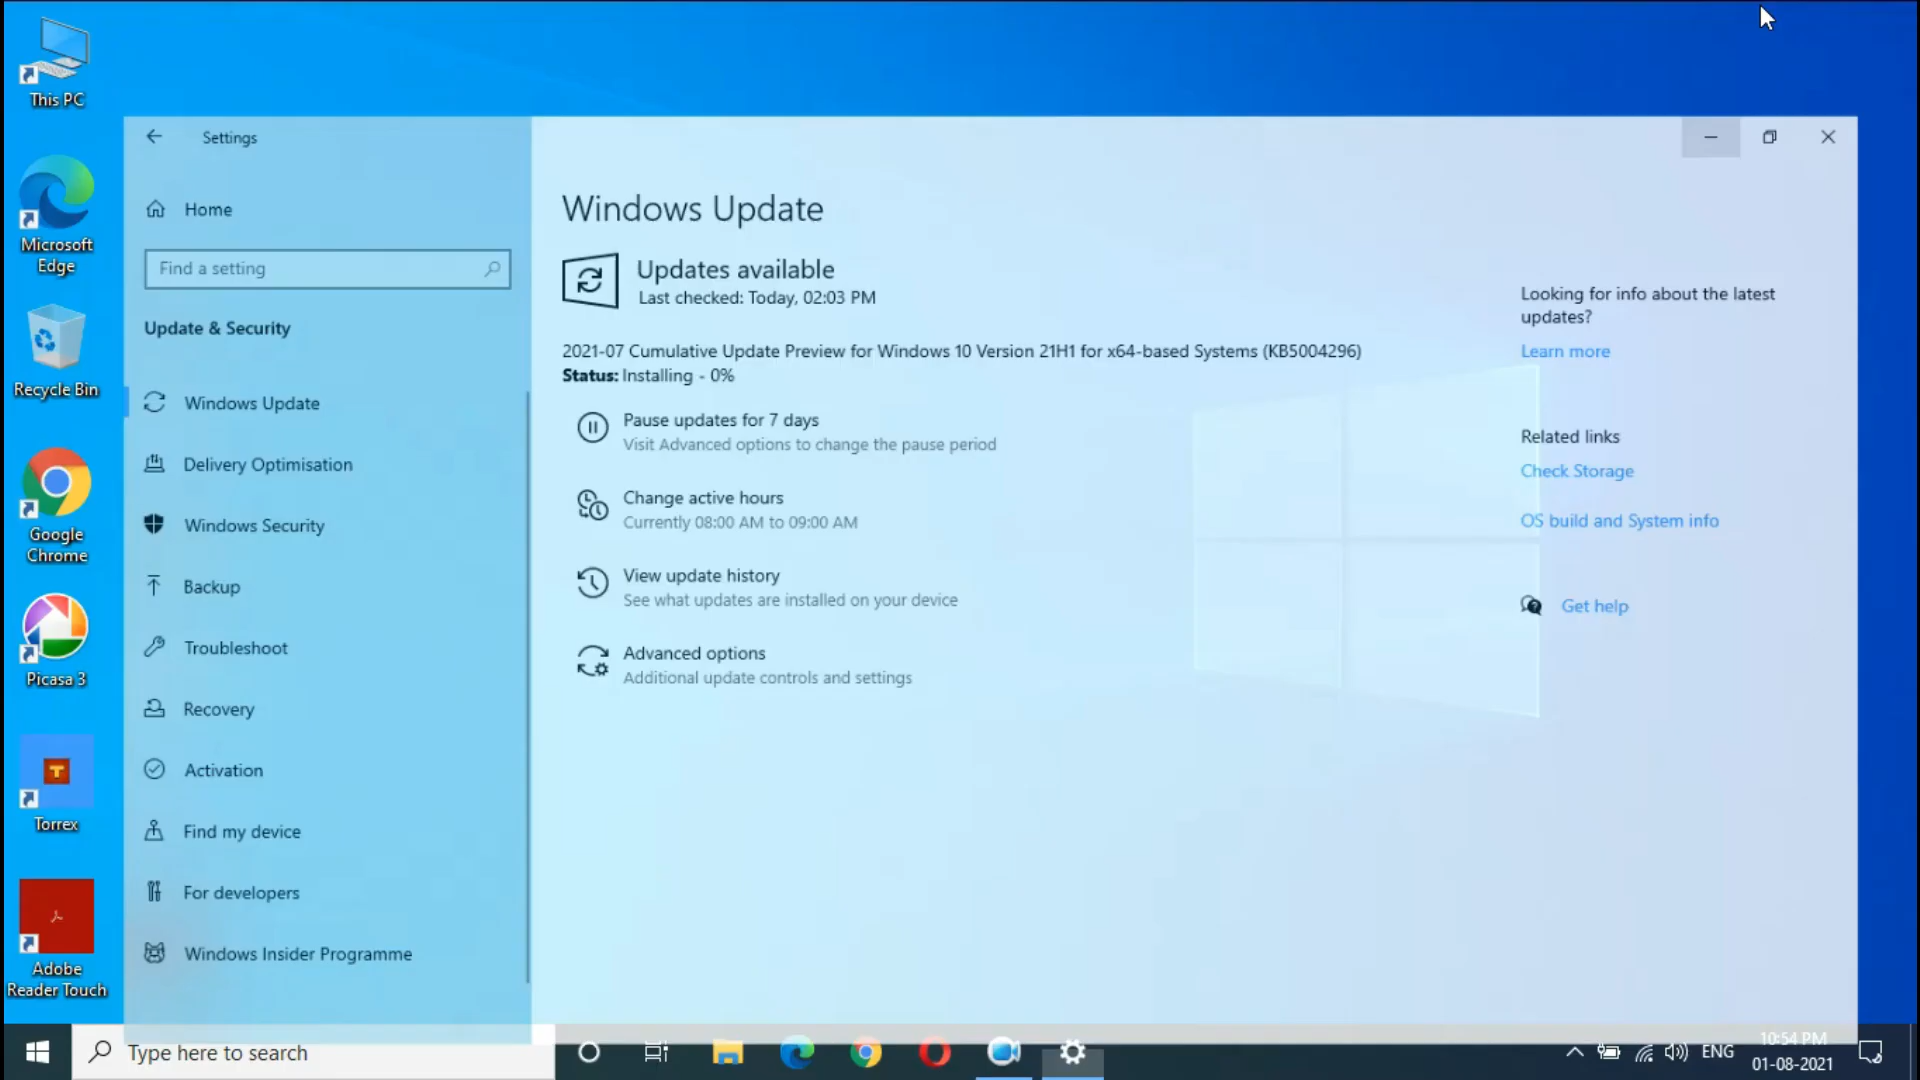 This PC
Microsoft
Edge
Recycle Bin
Google
Chrome
Picasa 3
Torrex
Adobe
Reader Touch
Settings
Home
Find a setting
Update & Security
Windows Update
Delivery Optimisation
Windows Security
Backup
Troubleshoot
Recovery
Activation
Find my device
For developers
Windows Insider Programme
Windows Update
Updates available
Last checked: Today, 02:03 PM
2021-07 Cumulative Update Preview for Windows 10 Version 21H1 for x64-based Systems (KB5004296)
Status: Installing - 0%
Pause updates for 7 days
Visit Advanced options to change the pause period
Change active hours
Currently 08:00 AM to 09:00 AM
View update history
See what updates are installed on your device
Advanced options
Additional update controls and settings
Looking for info about the latest
updates?
Learn more
Related links
Check Storage
OS build and System info
Get help
Type here to search
ENG
10:54 PM
01-08-2021